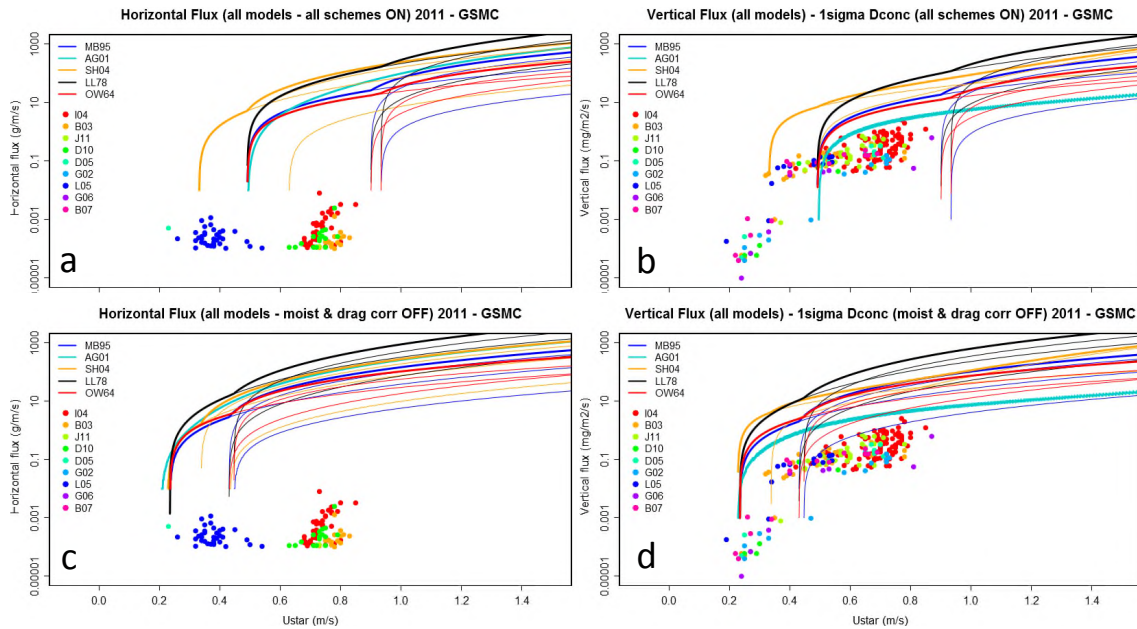 Horizontal Flux (all models - all schemes ON) 2011 - GSMC
Horizontal flux (g/m/s)
1000
10
0.1
0.001
0.00001
MB95
AG01
SH04
LL78
OW64
I04
B03
J11
D10
D05
G02
L05
G06
B07
a
Vertical Flux (all models) - 1sigma Dconc (all schemes ON) 2011 - GSMC
Vertical flux (mg/m2/s)
1000
10
0.1
0.001
0.00001
MB95
AG01
SH04
LL78
OW64
I04
B03
J11
D10
D05
G02
L05
G06
B07
b
Horizontal Flux (all models - moist & drag corr OFF) 2011 - GSMC
Horizontal flux (g/m/s)
1000
10
0.1
0.001
0.00001
MB95
AG01
SH04
LL78
OW64
I04
B03
J11
D10
D05
G02
L05
G06
B07
c
0.0 0.2 0.4 0.6 0.8 1.0 1.2 1.4
Ustar (m/s)
Vertical Flux (all models) - 1sigma Dconc (moist & drag corr OFF) 2011 - GSMC
Vertical flux (mg/m2/s)
1000
10
0.1
0.001
0.00001
MB95
AG01
SH04
LL78
OW64
I04
B03
J11
D10
D05
G02
L05
G06
B07
d
0.0 0.2 0.4 0.6 0.8 1.0 1.2 1.4
Ustar (m/s)